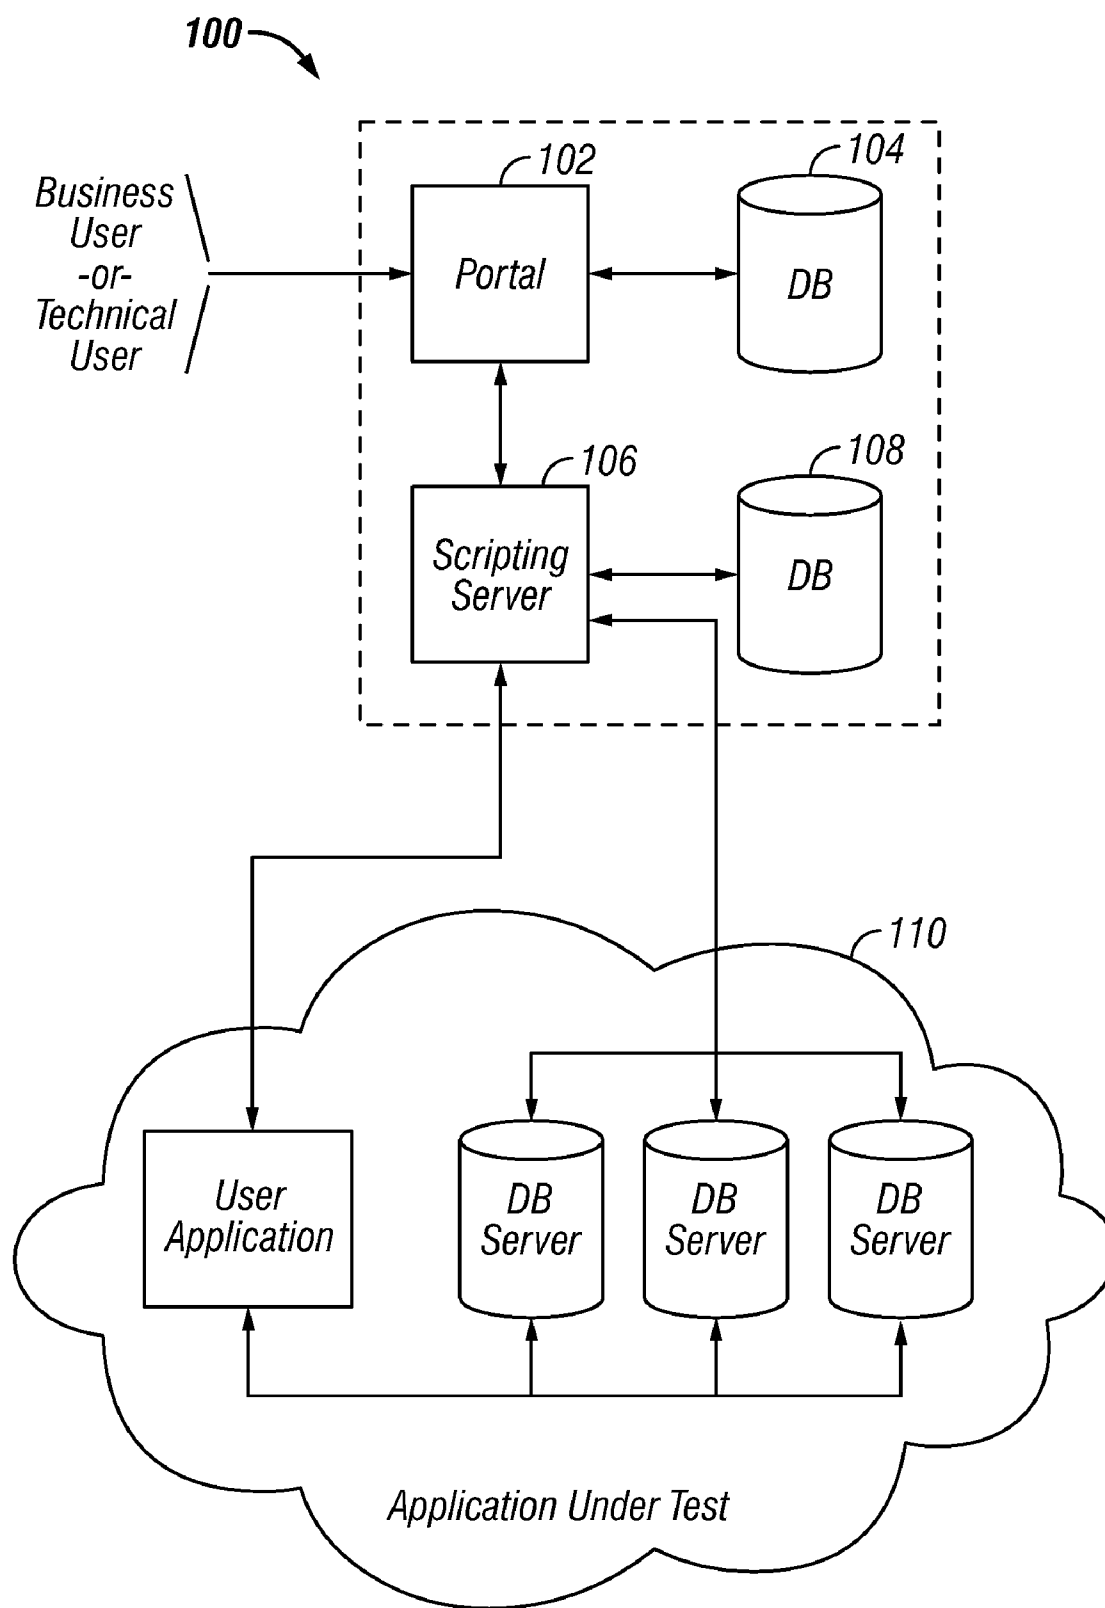 100
102
104
Business
User
-or-
Technical
User
Portal
DB
106
108
Scripting
Server
DB
110
User
Application
DB
Server
DB
Server
DB
Server
Application Under Test